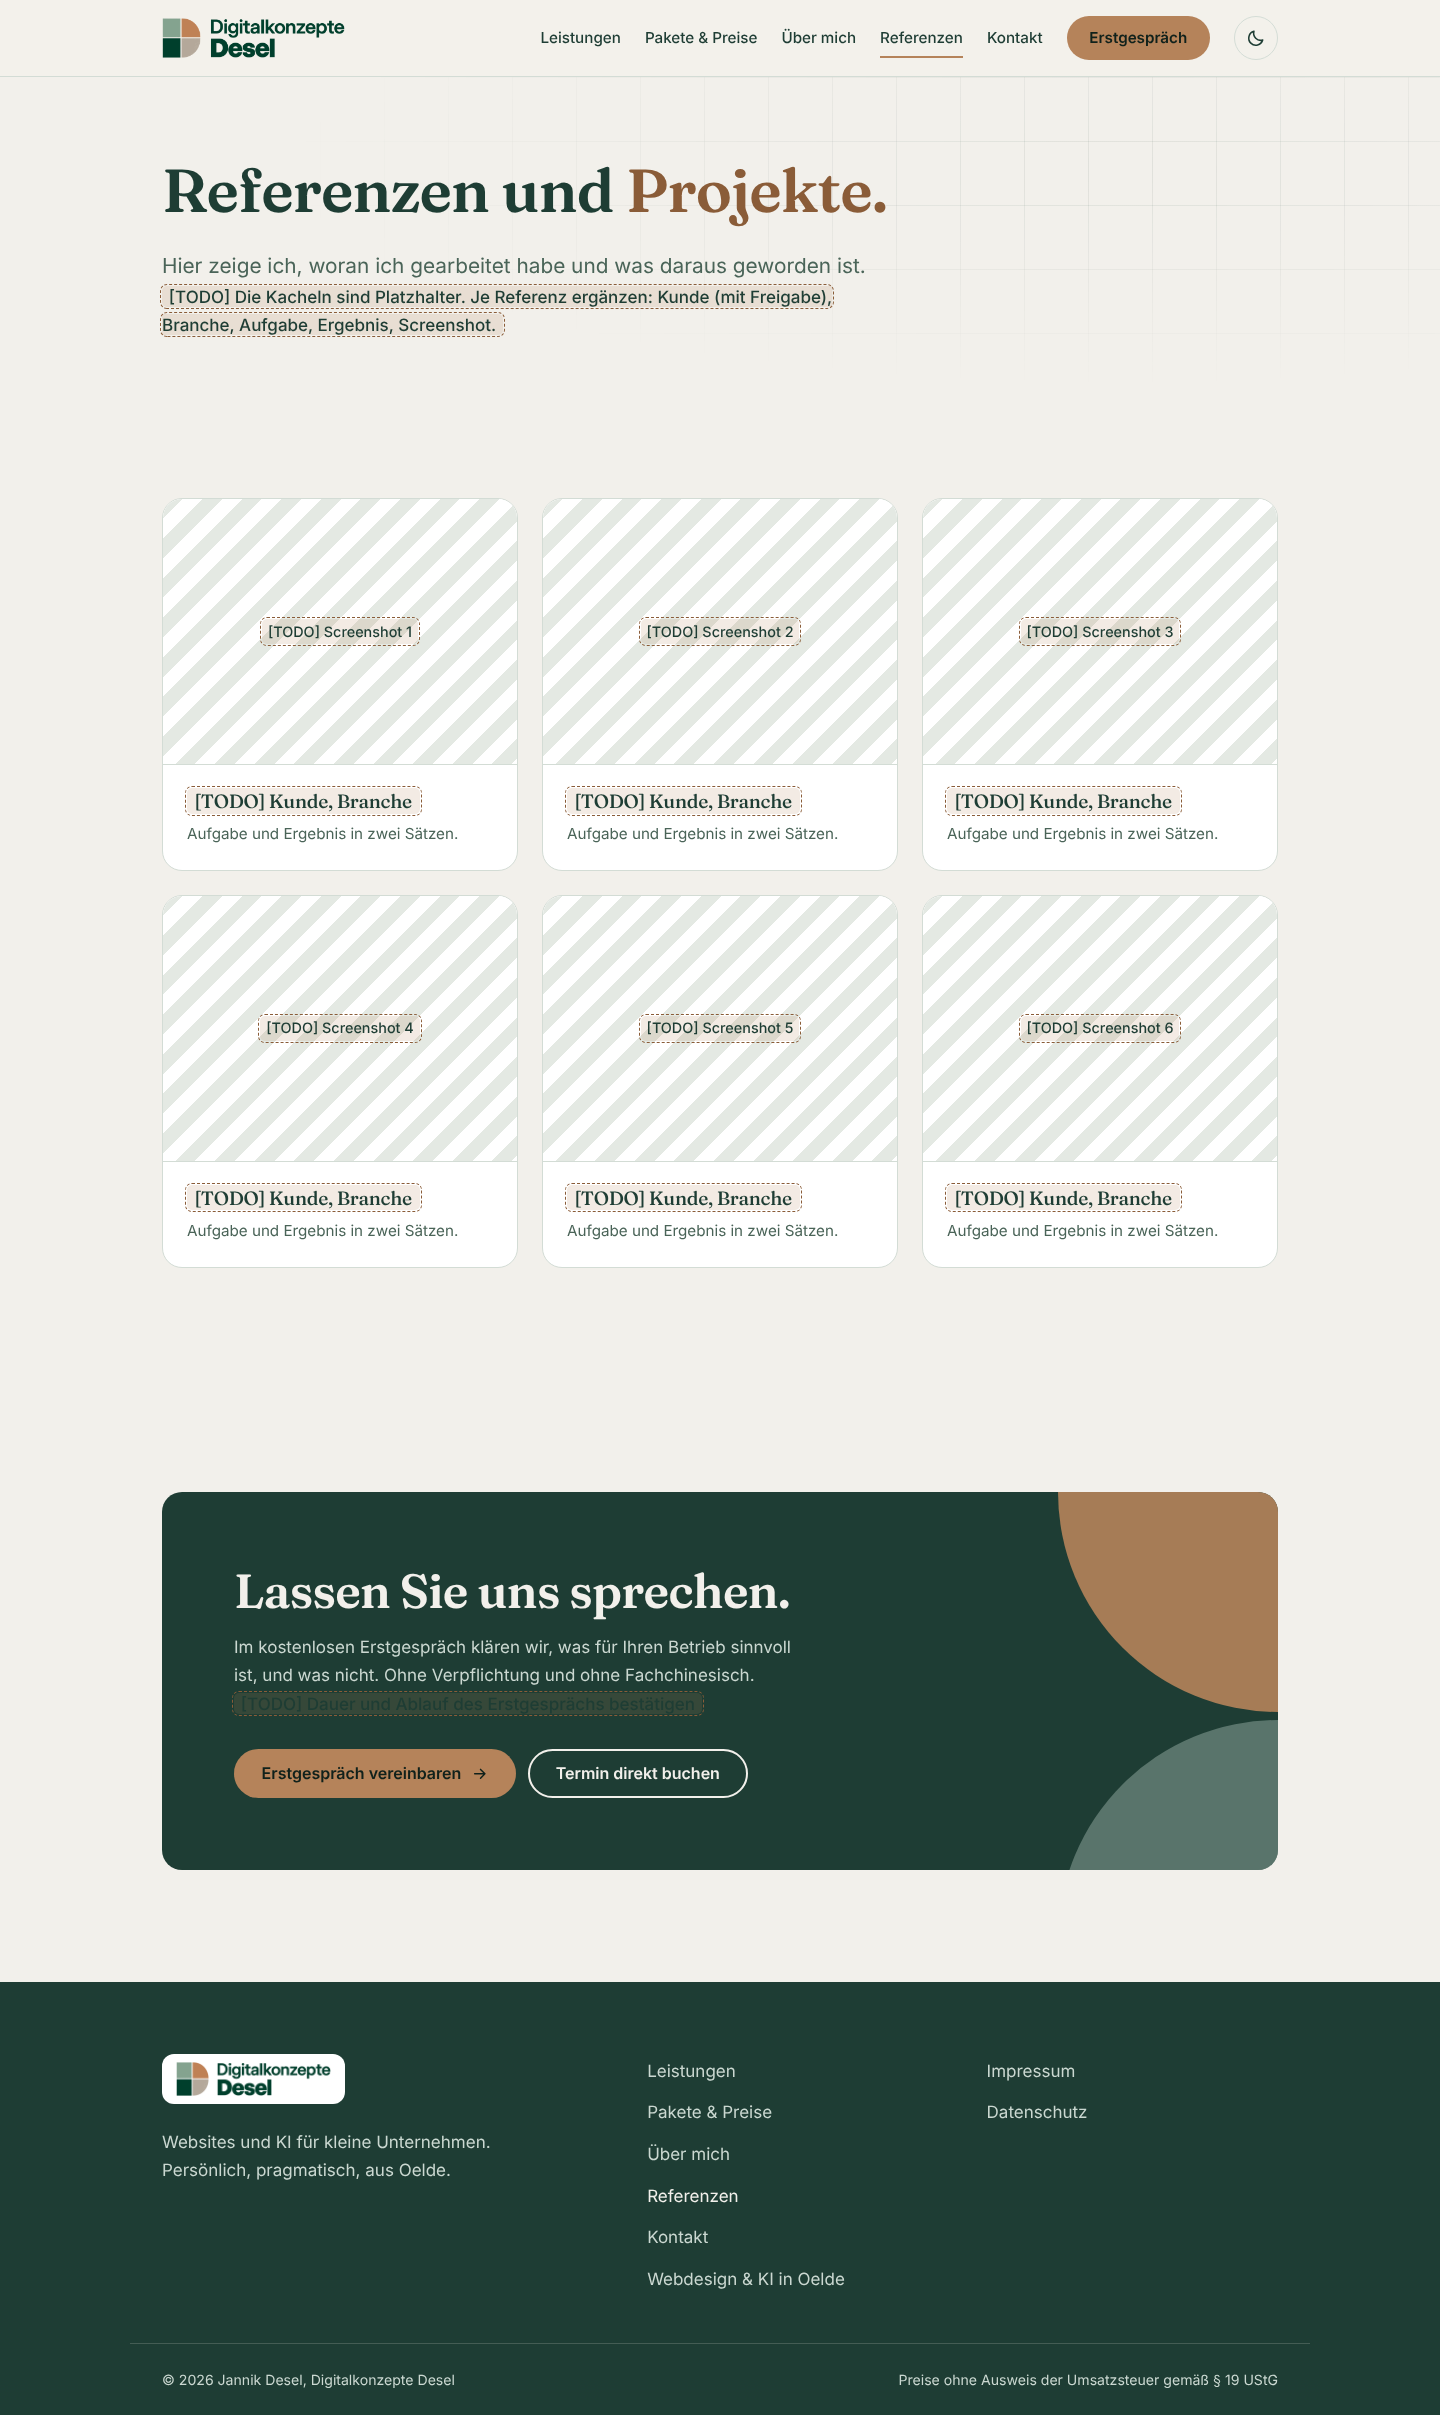 Digitalkonzepte
Desel
Leistungen Pakete & Preise Über mich Referenzen Kontakt Erstgespräch
Referenzen und Projekte.
Hier zeige ich, woran ich gearbeitet habe und was daraus geworden ist.
[TODO] Die Kacheln sind Platzhalter. Je Referenz ergänzen: Kunde (mit Freigabe),
Branche, Aufgabe, Ergebnis, Screenshot.
[TODO] Screenshot 1
[TODO] Kunde, Branche
Aufgabe und Ergebnis in zwei Sätzen.
[TODO] Screenshot 2
[TODO] Kunde, Branche
Aufgabe und Ergebnis in zwei Sätzen.
[TODO] Screenshot 3
[TODO] Kunde, Branche
Aufgabe und Ergebnis in zwei Sätzen.
[TODO] Screenshot 4
[TODO] Kunde, Branche
Aufgabe und Ergebnis in zwei Sätzen.
[TODO] Screenshot 5
[TODO] Kunde, Branche
Aufgabe und Ergebnis in zwei Sätzen.
[TODO] Screenshot 6
[TODO] Kunde, Branche
Aufgabe und Ergebnis in zwei Sätzen.
Lassen Sie uns sprechen.
Im kostenlosen Erstgespräch klären wir, was für Ihren Betrieb sinnvoll
ist, und was nicht. Ohne Verpflichtung und ohne Fachchinesisch.
[TODO] Dauer und Ablauf des Erstgesprächs bestätigen
Erstgespräch vereinbaren →
Termin direkt buchen
Digitalkonzepte
Desel
Websites und KI für kleine Unternehmen.
Persönlich, pragmatisch, aus Oelde.
Leistungen
Pakete & Preise
Über mich
Referenzen
Kontakt
Webdesign & KI in Oelde
Impressum
Datenschutz
© 2026 Jannik Desel, Digitalkonzepte Desel
Preise ohne Ausweis der Umsatzsteuer gemäß § 19 UStG